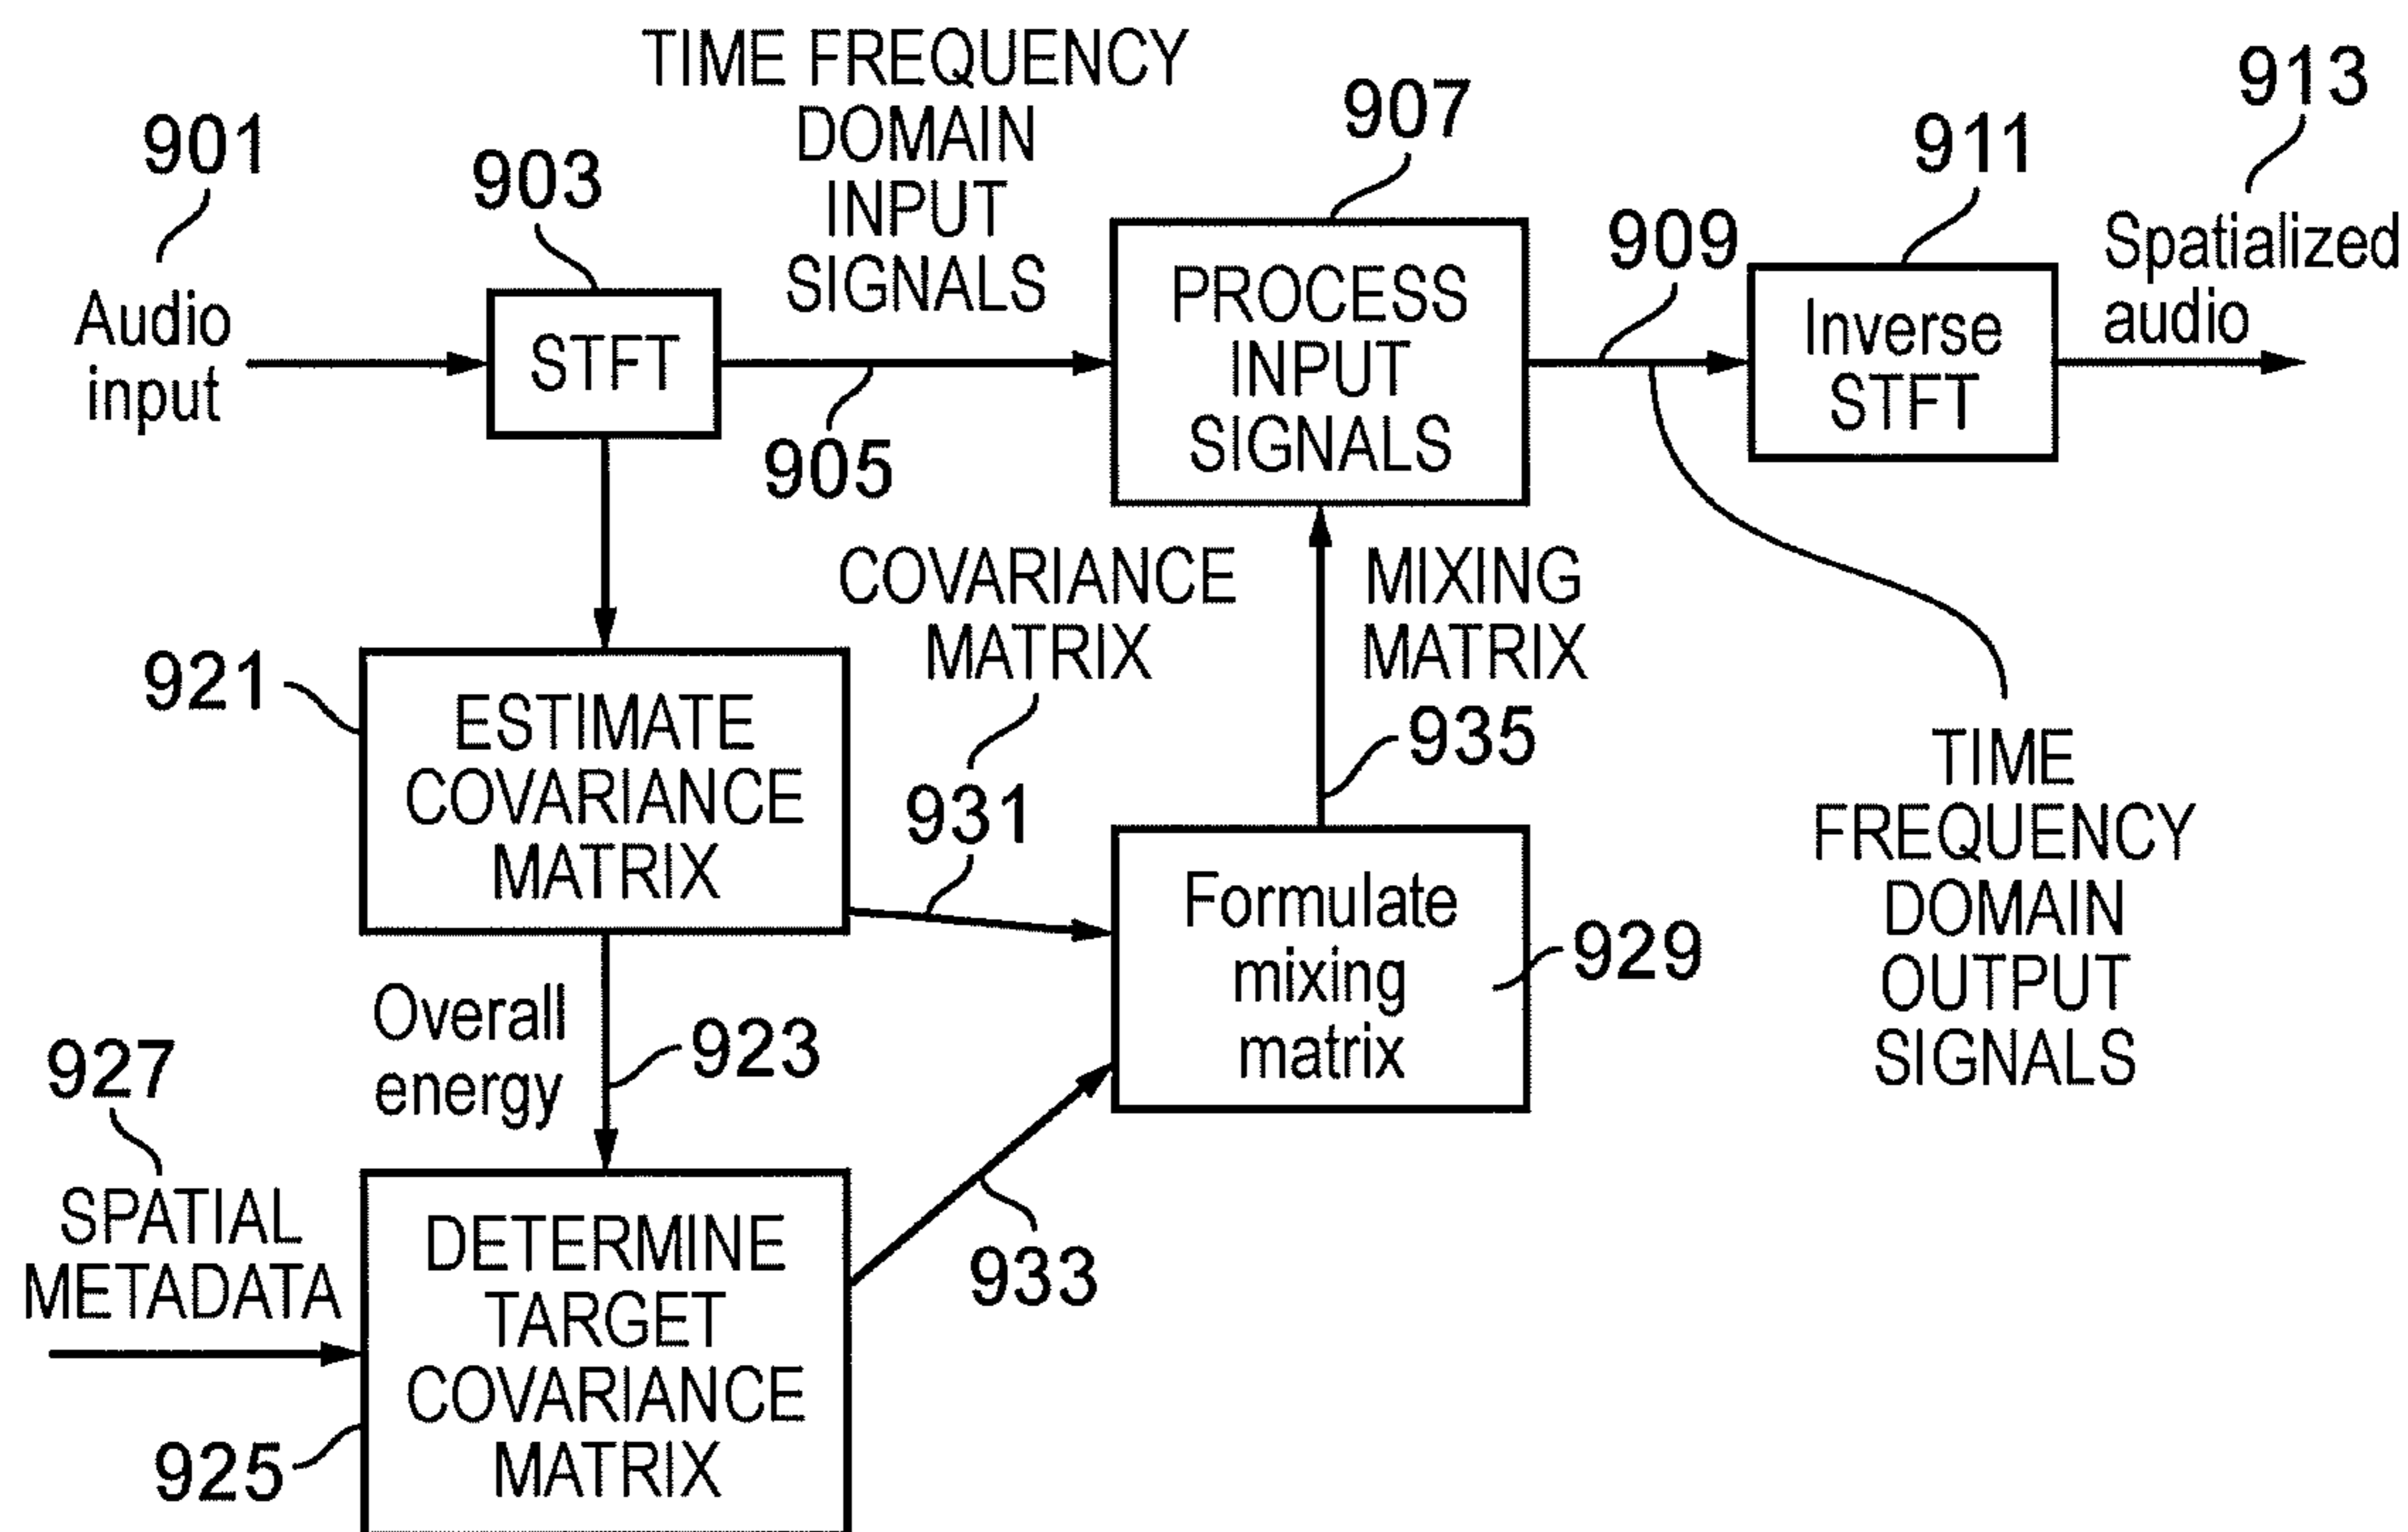 901
Audio
input
903
STFT
TIME FREQUENCY
DOMAIN
INPUT
SIGNALS
905
907
PROCESS
INPUT
SIGNALS
909
911
Inverse
STFT
913
Spatialized
audio
921
ESTIMATE
COVARIANCE
MATRIX
COVARIANCE
MATRIX
931
MIXING
MATRIX
935
TIME
FREQUENCY
DOMAIN
OUTPUT
SIGNALS
Formulate
mixing
matrix
929
Overall
energy
923
927
SPATIAL
METADATA
DETERMINE
TARGET
COVARIANCE
MATRIX
925
933